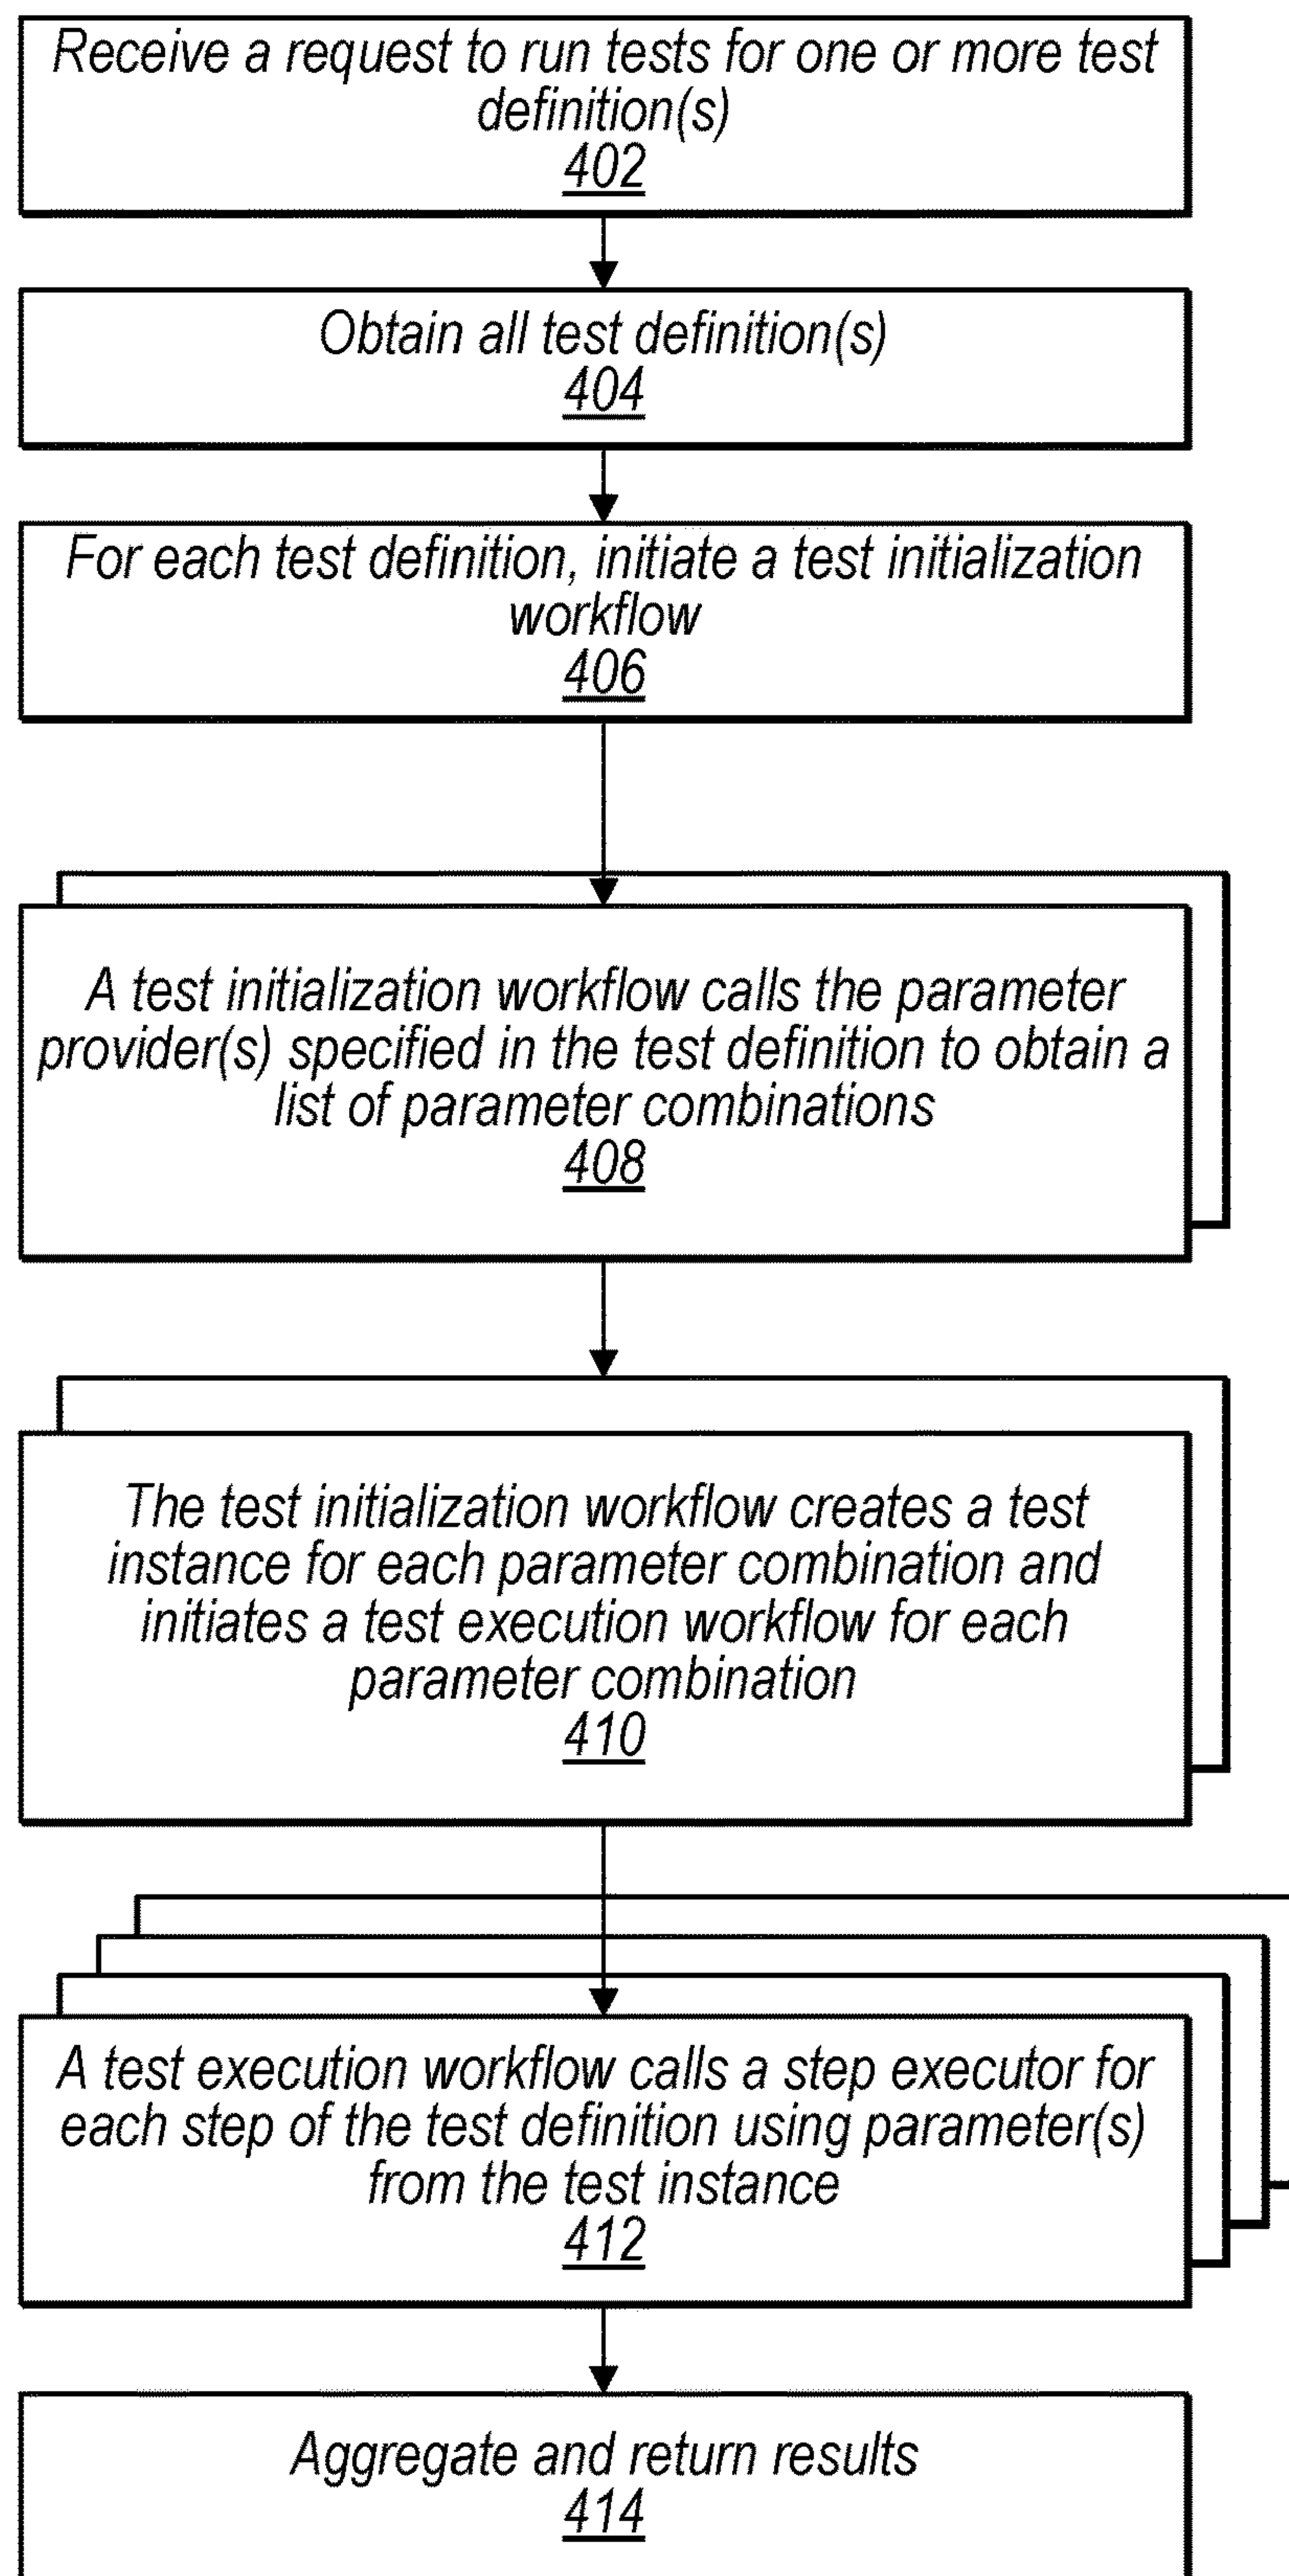 Receive a request to run tests for one or more test
definition(s)
402
Obtain all test definition(s)
404
For each test definition, initiate a test initialization
workflow
406
A test initialization workflow calls the parameter
provider(s) specified in the test definition to obtain a
list of parameter combinations
408
The test initialization workflow creates a test
instance for each parameter combination and
initiates a test execution workflow for each
parameter combination
410
A test execution workflow calls a step executor for
each step of the test definition using parameter(s)
from the test instance
412
Aggregate and return results
414